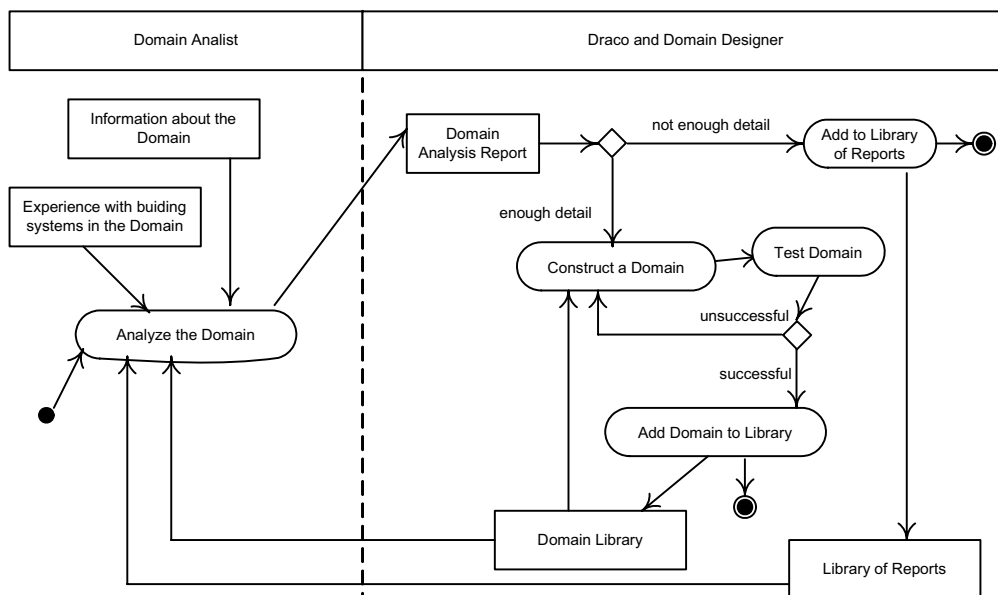 Domain Analist
Draco and Domain Designer
Information about the
Domain
Experience with buiding
systems in the Domain
Analyze the Domain
Domain
Analysis Report
not enough detail
Add to Library
of Reports
enough detail
Construct a Domain
Test Domain
unsuccessful
successful
Add Domain to Library
Domain Library
Library of Reports